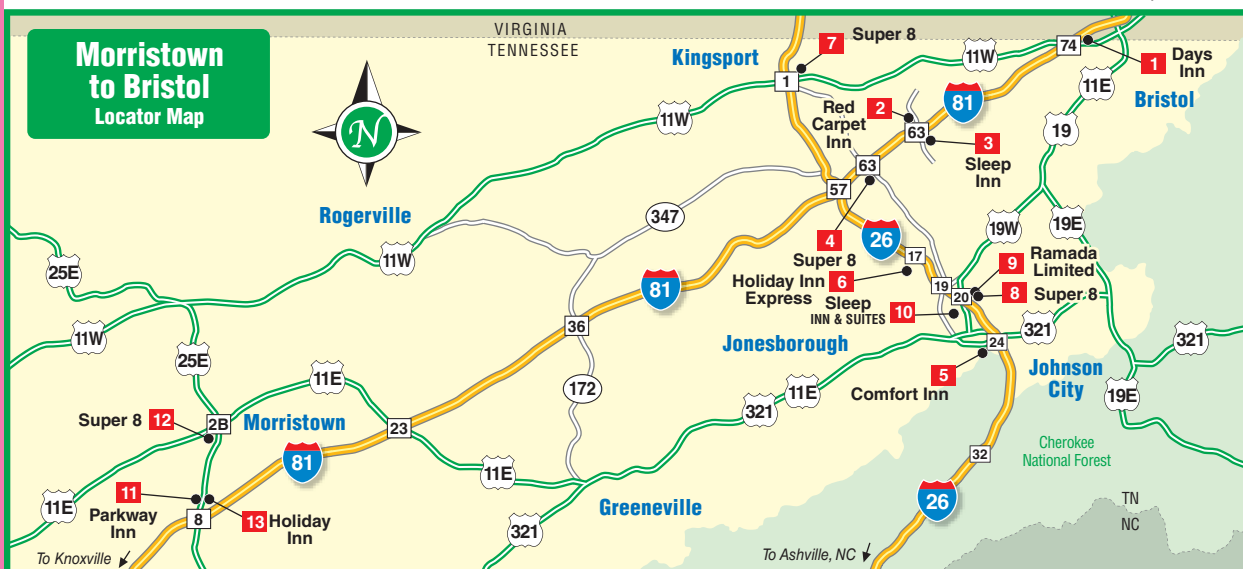 Morristown
to Bristol
Locator Map
N
VIRGINIA
TENNESSEE
Kingsport
7
Super 8
1
11W
74
1
Days
Inn
11E
Bristol
81
11W
Red
Carpet
Inn
2
63
3
Sleep
Inn
19
63
57
347
Rogerville
11W
25E
4
Super 8
26
19W
19E
17
6
Holiday Inn
Express
9
Ramada
Limited
19
20
8
Super 8
10
Sleep
INN & SUITES
81
36
11W
25E
Jonesborough
321
24
321
5
Comfort Inn
Johnson
City
11E
172
321
11E
19E
Super 8
12
2B
Morristown
23
81
32
Cherokee
National Forest
11E
11E
11
Parkway
Inn
8
13
Holiday
Inn
Greeneville
321
26
TN
NC
To Knoxville
To Ashville, NC